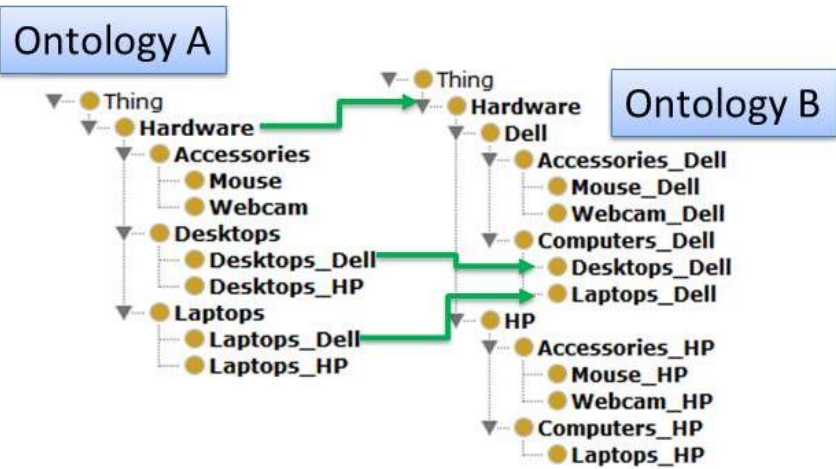 Ontology A
Thing
Hardware
Accessories
Mouse
Webcam
Desktops
Desktops_Dell
Desktops_HP
Laptops
Laptops_Dell
Laptops_HP
Ontology B
Thing
Hardware
Dell
Accessories_Dell
Mouse_Dell
Webcam_Dell
Computers_Dell
Desktops_Dell
Laptops_Dell
HP
Accessories_HP
Mouse_HP
Webcam_HP
Computers_HP
Laptops_HP